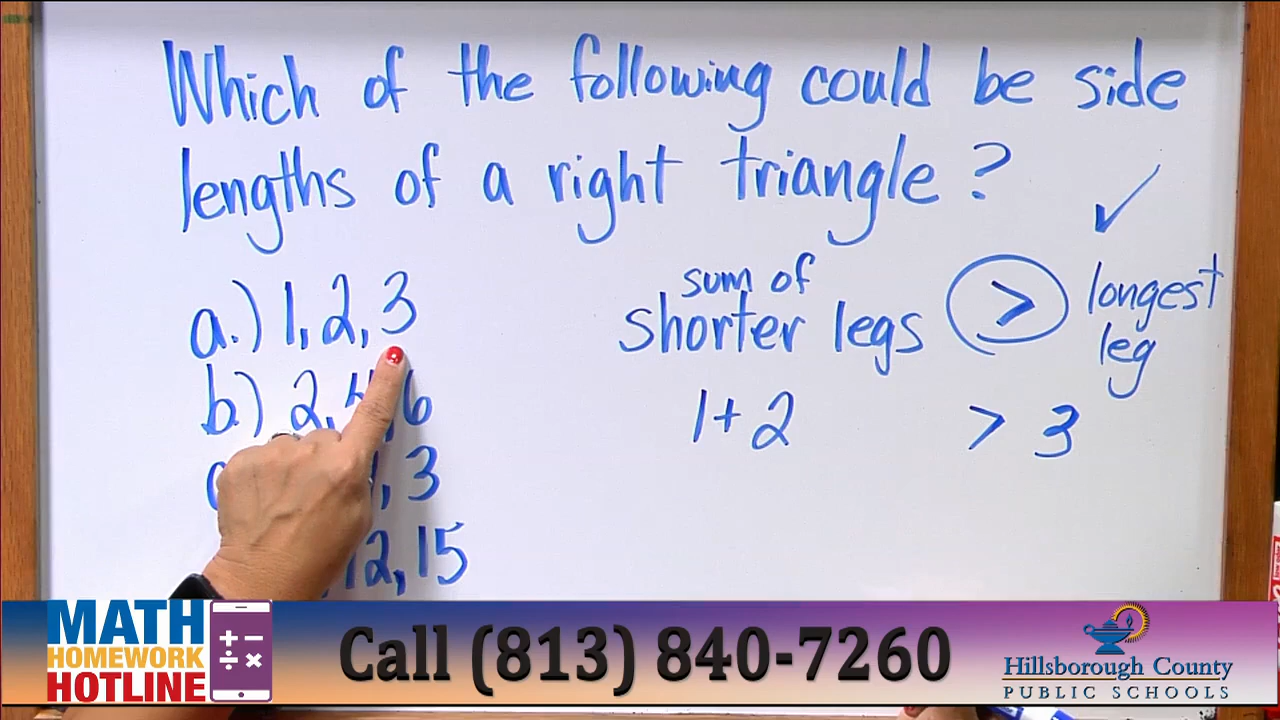 Which of the following could be side
lengths of a right triangle?
✓
a.) 1, 2, 3
b.) 2, 4, 6
, 3
12, 15
sum of
shorter legs > longest
leg
1 + 2 > 3
MATH
HOMEWORK
HOTLINE
+ −
÷ ×
Call (813) 840-7260
Hillsborough County
PUBLIC SCHOOLS